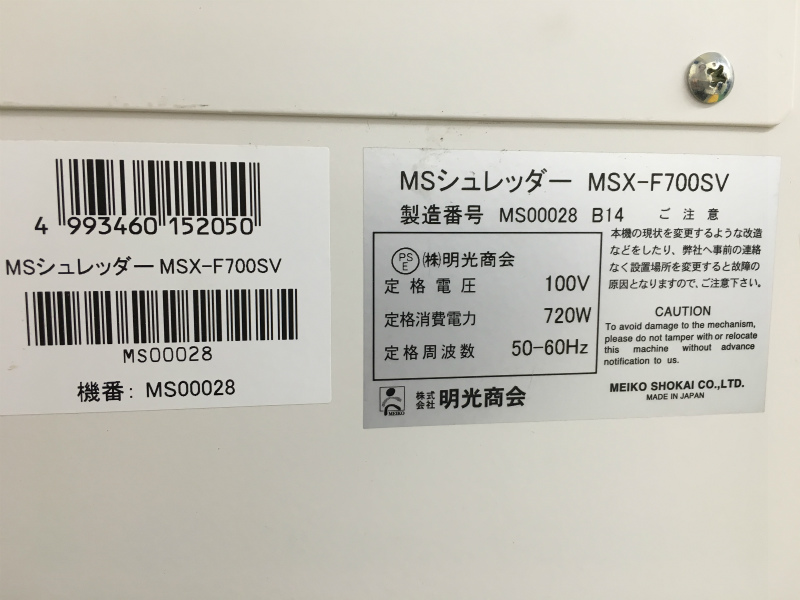 4 993460 152050
MSシュレッダー MSX-F700SV
MS00028
機番: MS00028
MSシュレッダー MSX-F700SV
製造番号 MS00028 B14
ご注意
本機の現状を変更するような改造
などをしたり、弊社へ事前の連絡
なく設置場所を変更すると故障の
原因となりますので、ご注意下さい。
PSE (株)明光商会
定格電圧 100V
定格消費電力 720W
定格周波数 50-60Hz
CAUTION
To avoid damage to the mechanism,
please do not tamper with or relocate
this machine without advance
notification to us.
MEIKO
株式会社 明光商会
MEIKO SHOKAI CO.,LTD.
MADE IN JAPAN